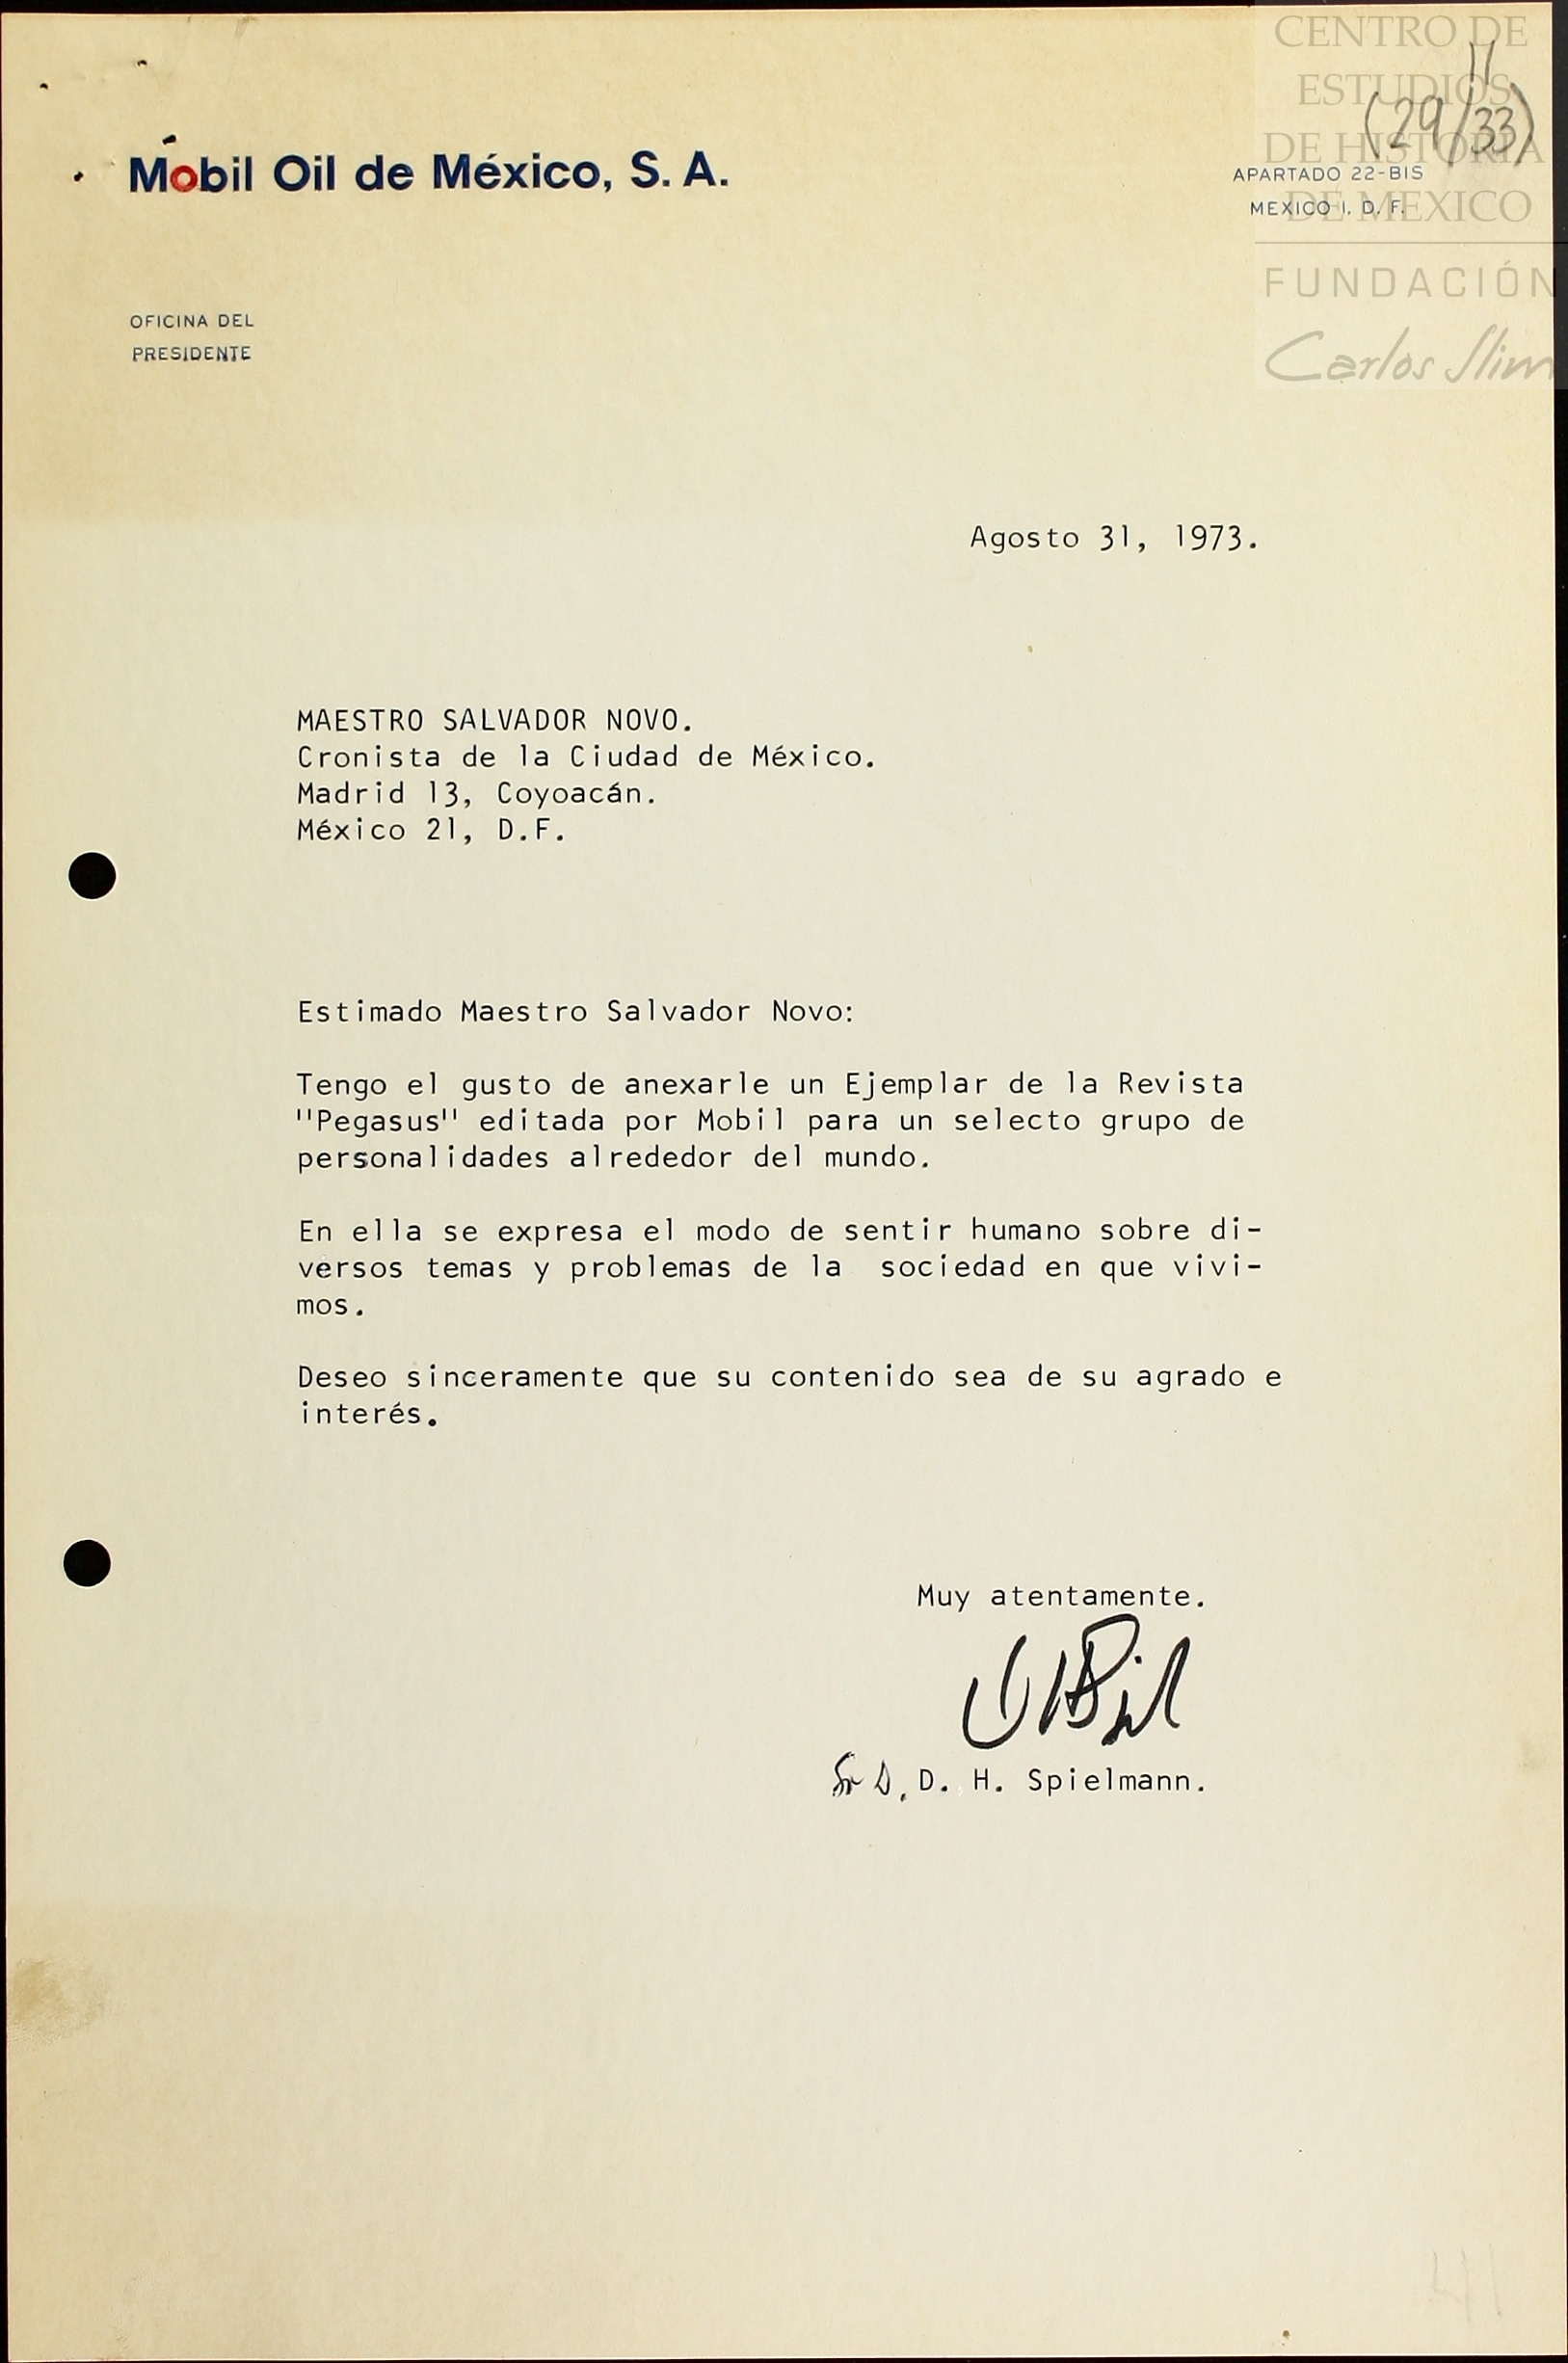 CENTRO DE
ESTUDIOS
DE HISTORIA
DE MEXICO
FUNDACIÓN
Carlos Slim
11
(29/33)
Mobil Oil de México, S. A.
APARTADO 22-BIS
MEXICO 1, D. F.
OFICINA DEL
PRESIDENTE
Agosto 31, 1973.
MAESTRO SALVADOR NOVO.
Cronista de la Ciudad de México.
Madrid 13, Coyoacán.
México 21, D.F.
Estimado Maestro Salvador Novo:
Tengo el gusto de anexarle un Ejemplar de la Revista
"Pegasus" editada por Mobil para un selecto grupo de
personalidades alrededor del mundo.
En ella se expresa el modo de sentir humano sobre di-
versos temas y problemas de la sociedad en que vivi-
mos.
Deseo sinceramente que su contenido sea de su agrado e
interés.
Muy atentamente.
Sr D. D. H. Spielmann.